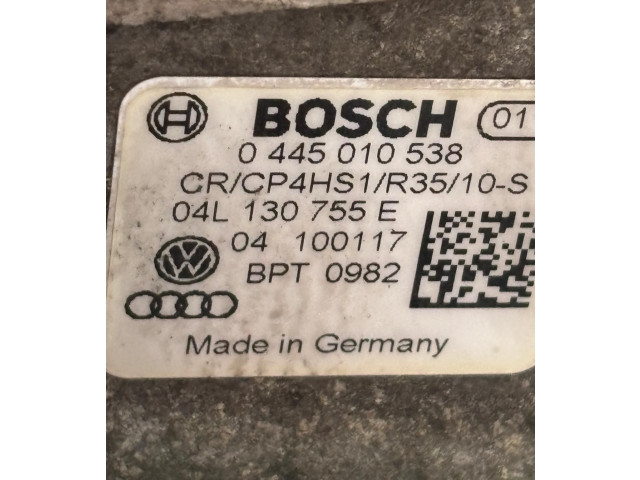 BOSCH 01
0 445 010 538
CR/CP4HS1/R35/10-S
04L 130 755 E
04 100117
BPT 0982
Made in Germany